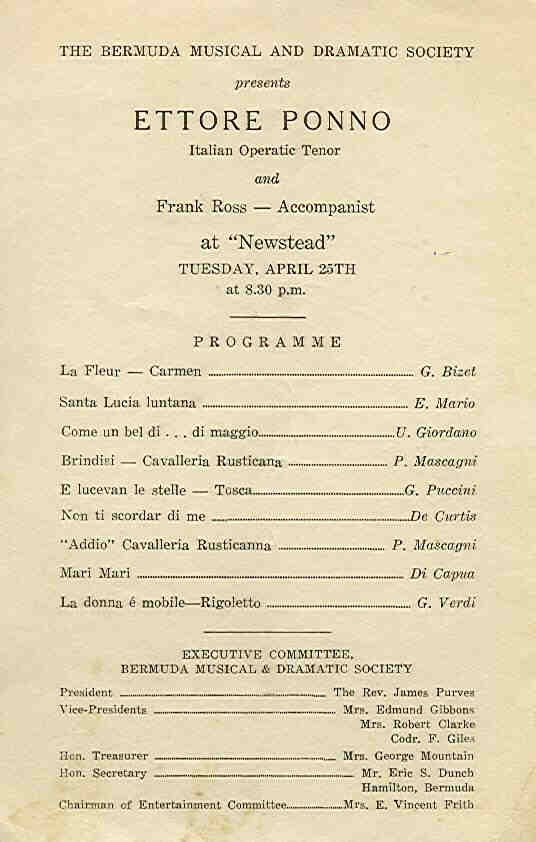 THE BERMUDA MUSICAL AND DRAMATIC SOCIETY
presents
ETTORE PONNO
Italian Operatic Tenor
and
Frank Ross — Accompanist
at "Newstead"
TUESDAY, APRIL 25TH
at 8.30 p.m.
PROGRAMME
La Fleur — Carmen ........ G. Bizet
Santa Lucia luntana ........ E. Mario
Come un bel di . . . di maggio ........ U. Giordano
Brindisi — Cavalleria Rusticana ........ P. Mascagni
E lucevan le stelle — Tosca ........ G. Puccini
Non ti scordar di me ........ De Curtis
"Addio" Cavalleria Rusticanna ........ P. Mascagni
Mari Mari ........ Di Capua
La donna é mobile—Rigoletto ........ G. Verdi
EXECUTIVE COMMITTEE,
BERMUDA MUSICAL & DRAMATIC SOCIETY
President ........ The Rev. James Purves
Vice-Presidents ........ Mrs. Edmund Gibbons
Mrs. Robert Clarke
Codr. F. Giles
Hon. Treasurer ........ Mrs. George Mountain
Hon. Secretary ........ Mr. Eric S. Dunch
Hamilton, Bermuda
Chairman of Entertainment Committee ........ Mrs. E. Vincent Frith